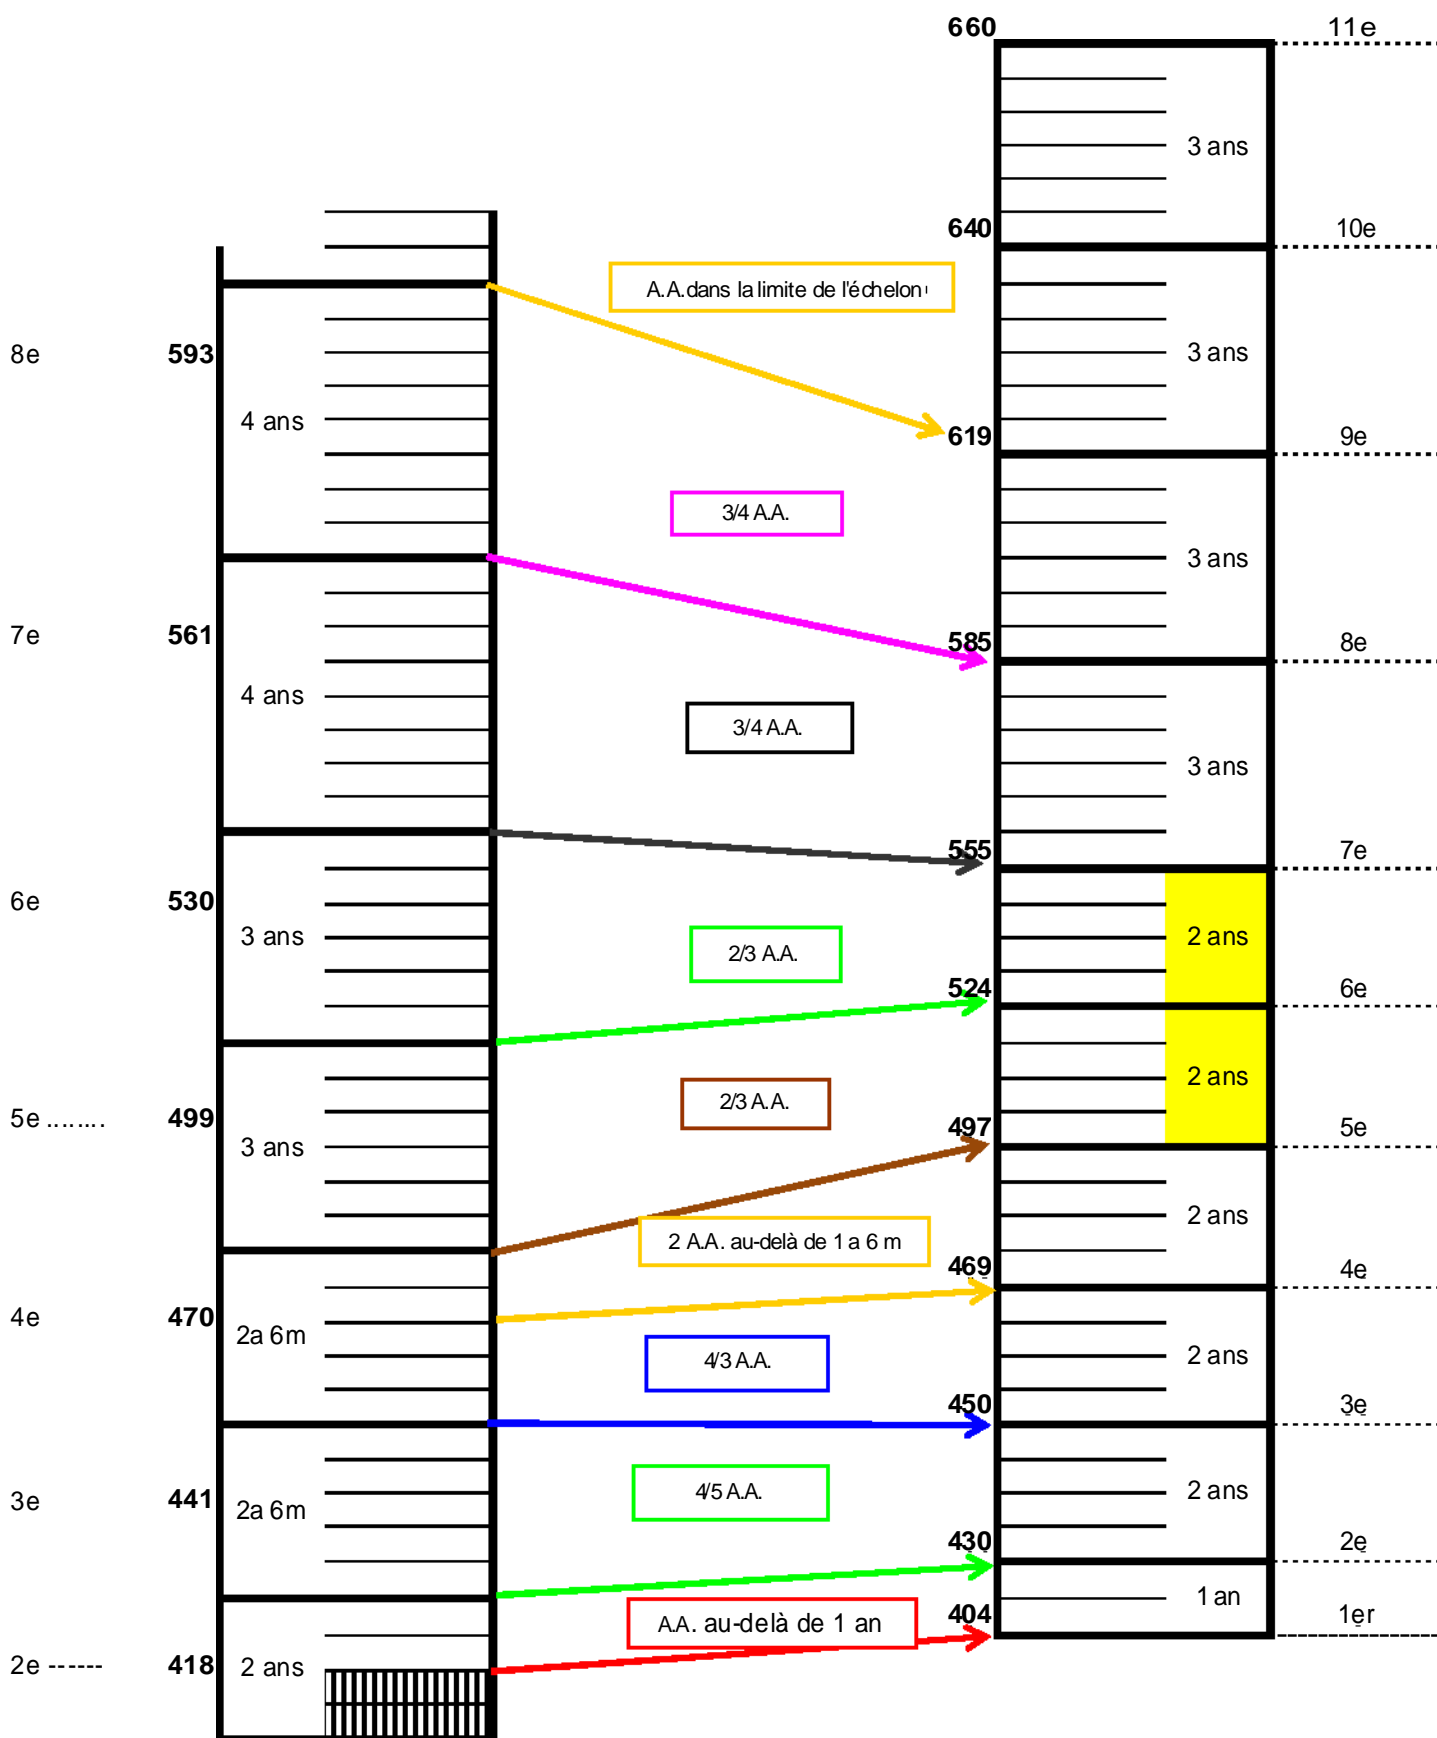 660 11e
3 ans
640 10e
A.A.dans la limite de l'échelon
8e 593 3 ans
4 ans
619 9e
3/4 A.A.
3 ans
7e 561 585 8e
4 ans
3/4 A.A.
3 ans
555 7e
6e 530
3 ans 2 ans
2/3 A.A.
524 6e
2 ans
2/3 A.A.
5e ........ 499 497 5e
3 ans
2 ans
2 A.A. au-delà de 1 a 6 m
469 4e
4e 470
2a 6m 2 ans
4/3 A.A.
450 3e
4/5 A.A. 2 ans
3e 441
2a 6m
430 2e
1 an
A.A. au-delà de 1 an 404 1er
2e ------ 418 2 ans